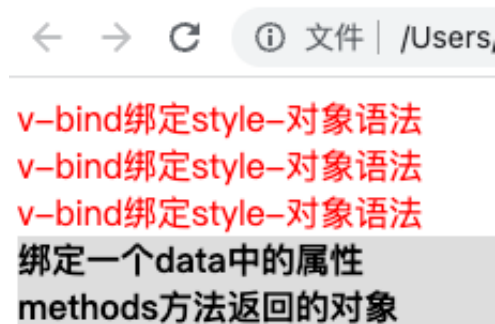 文件 | /Users/
v-bind绑定style-对象语法
v-bind绑定style-对象语法
v-bind绑定style-对象语法
绑定一个data中的属性
methods方法返回的对象